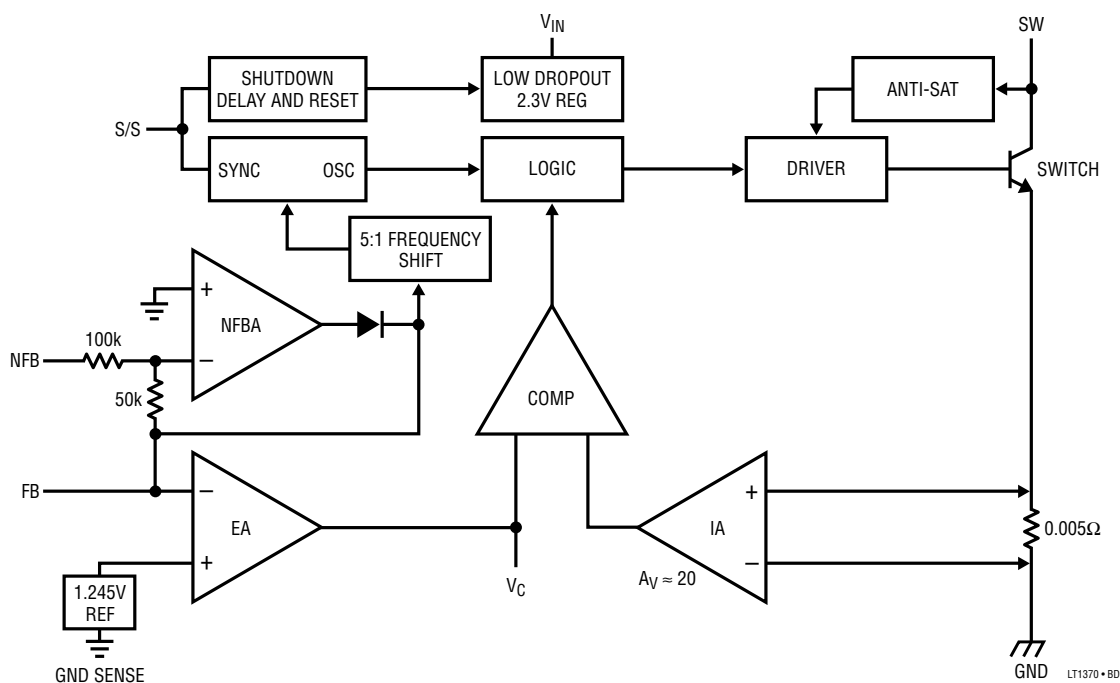 V_IN
SW
SHUTDOWN
DELAY AND RESET
LOW DROPOUT
2.3V REG
ANTI-SAT
S/S
SYNC
OSC
LOGIC
DRIVER
SWITCH
5:1 FREQUENCY
SHIFT
+
NFBA
–
100k
NFB
50k
COMP
FB
–
EA
+
+
IA
–
0.005Ω
A_V ≈ 20
V_C
1.245V
REF
GND SENSE
GND
LT1370 • BD